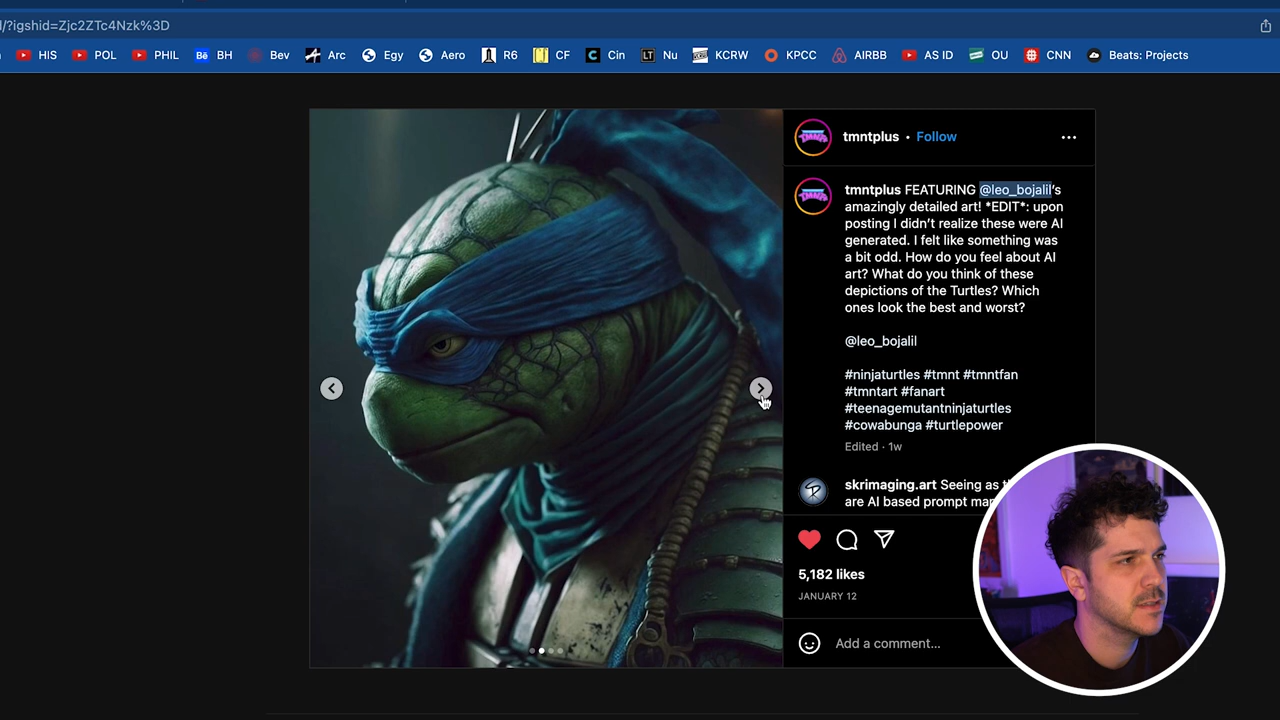 l/?igshid=Zjc2ZTc4Nzk%3D
HIS POL PHIL Bē BH Bev Arc Egy Aero R6 CF C Cin LT Nu KCRW KCRW KPCC AIRBB AS ID OU CNN Beats: Projects
TMNT+ tmntplus • Follow
TMNT+ tmntplus FEATURING @leo_bojalil's
amazingly detailed art! *EDIT*: upon
posting I didn't realize these were AI
generated. I felt like something was
a bit odd. How do you feel about AI
art? What do you think of these
depictions of the Turtles? Which
ones look the best and worst?
@leo_bojalil
#ninjaturtles #tmnt #tmntfan
#tmntart #fanart
#teenagemutantninjaturtles
#cowabunga #turtlepower
Edited · 1w
skrimaging.art Seeing as
are AI based prompt
5,182 likes
JANUARY 12
Add a comment...